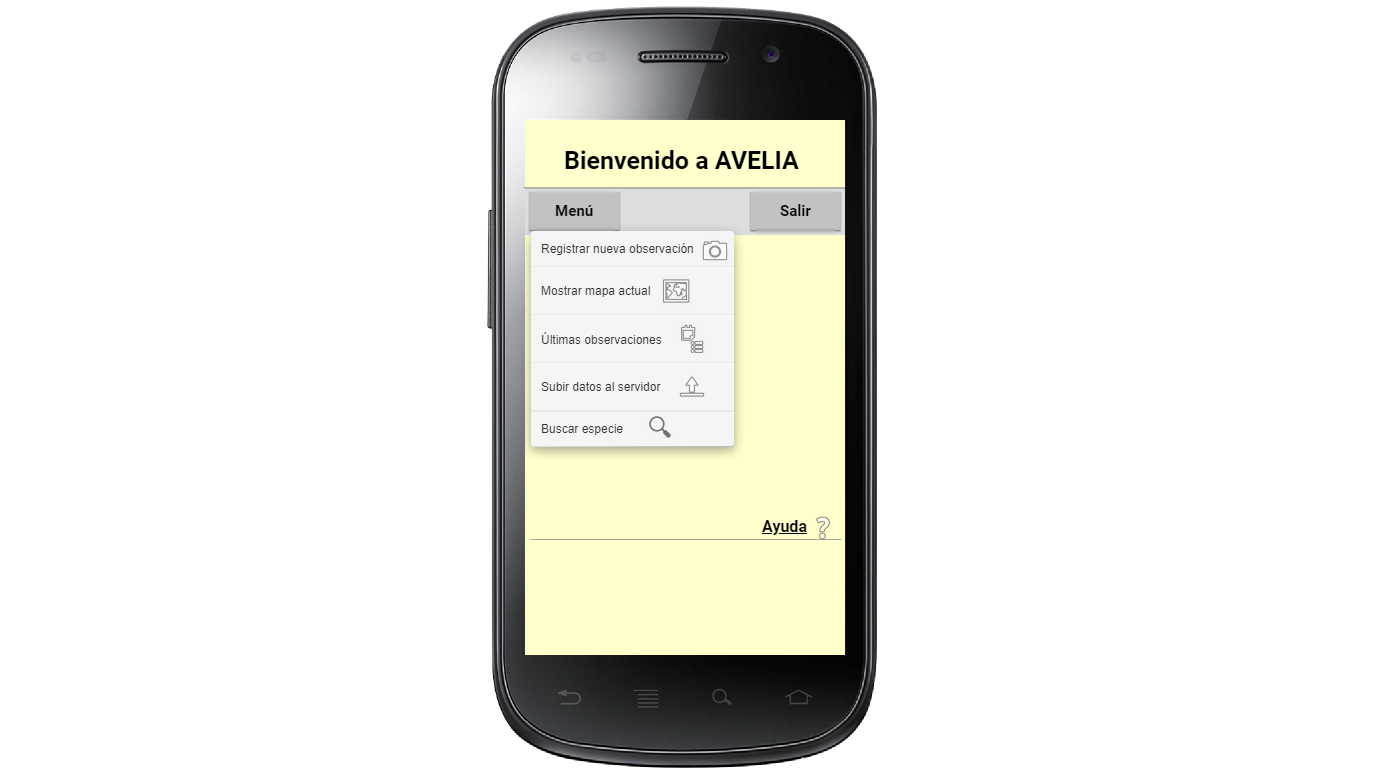 Bienvenido a AVELIA
Menú
Salir
Registrar nueva observación
Mostrar mapa actual
Últimas observaciones
Subir datos al servidor
Buscar especie
Ayuda